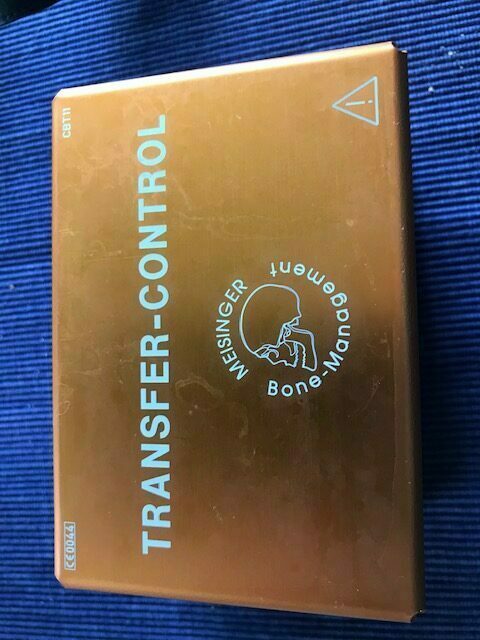 CE0044
CBT11
TRANSFER-CONTROL
MEISINGER
Bone-Management